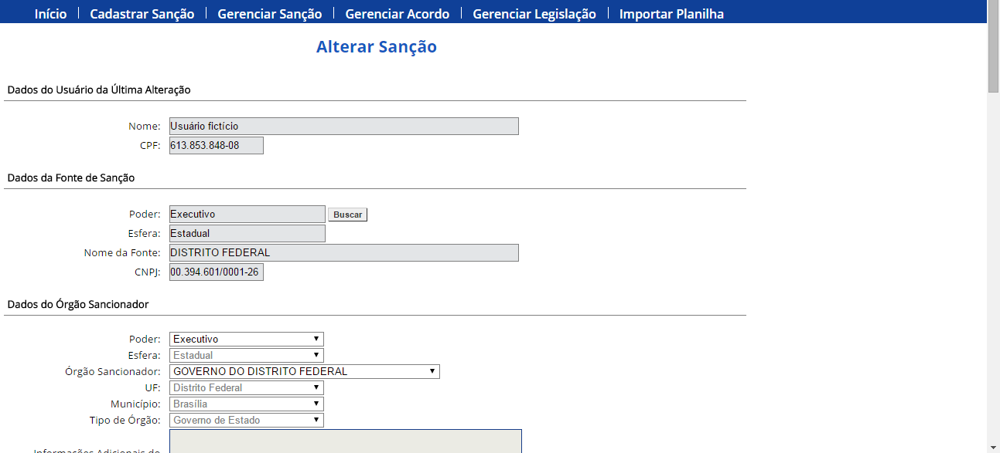 Início Cadastrar Sanção Gerenciar Sanção Gerenciar Acordo Gerenciar Legislação Importar Planilha
Alterar Sanção
Dados do Usuário da Última Alteração
Nome: Usuário fictício
CPF: 613.853.848-08
Dados da Fonte de Sanção
Poder: Executivo Buscar
Esfera: Estadual
Nome da Fonte: DISTRITO FEDERAL
CNPJ: 00.394.601/0001-26
Dados do Órgão Sancionador
Poder: Executivo
Esfera: Estadual
Órgão Sancionador: GOVERNO DO DISTRITO FEDERAL
UF: Distrito Federal
Município: Brasília
Tipo de Órgão: Governo de Estado
Informações Adicionais do